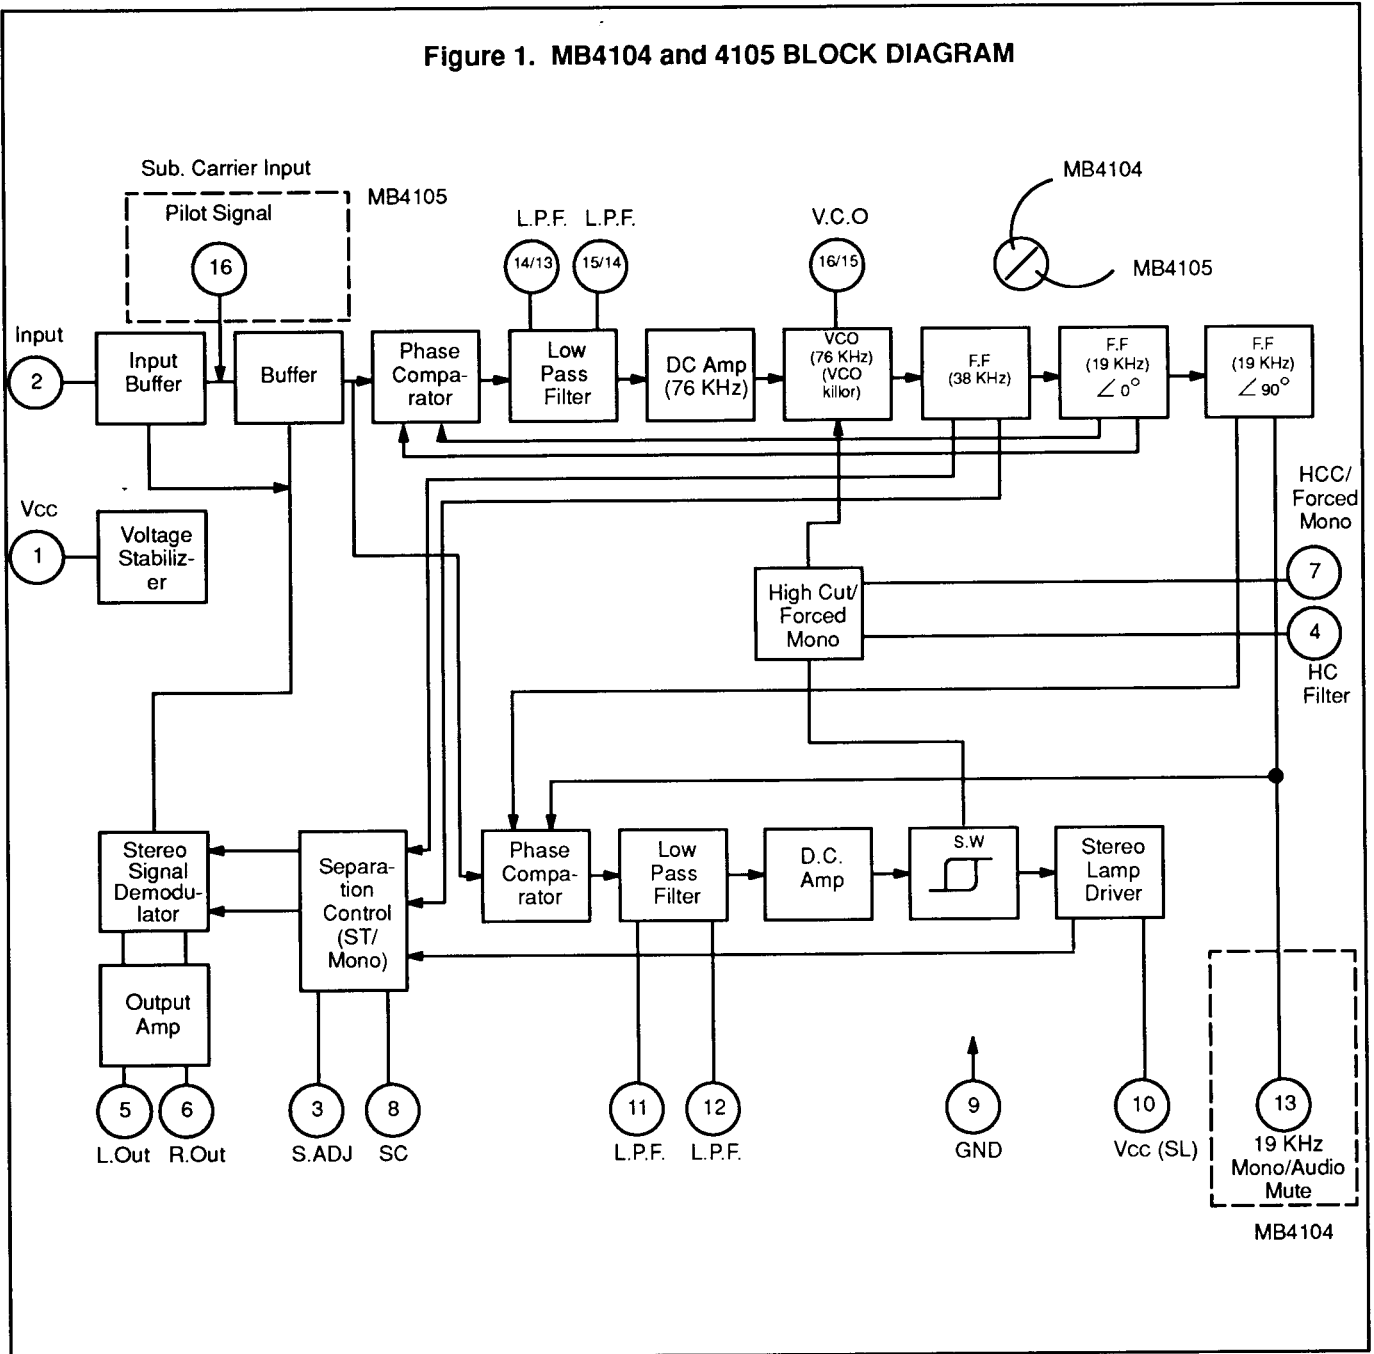 Figure 1. MB4104 and 4105 BLOCK DIAGRAM
Sub. Carrier Input
Pilot Signal
MB4105
16
L.P.F.
14/13
L.P.F.
15/14
V.C.O
16/15
MB4104
MB4105
Input
2
Input
Buffer
Buffer
Phase
Compa-
rator
Low
Pass
Filter
DC Amp
(76 KHz)
VCO
(76 KHz)
(VCO
killor)
F.F
(38 KHz)
F.F
(19 KHz)
∠ 0°
F.F
(19 KHz)
∠ 90°
Vcc
1
Voltage
Stabiliz-
er
High Cut/
Forced
Mono
HCC/
Forced
Mono
7
4
HC
Filter
Stereo
Signal
Demodu-
lator
Separa-
tion
Control
(ST/
Mono)
Phase
Compa-
rator
Low
Pass
Filter
D.C.
Amp
S.W
Stereo
Lamp
Driver
Output
Amp
5
L.Out
6
R.Out
3
S.ADJ
8
SC
11
L.P.F.
12
L.P.F.
9
GND
10
Vcc (SL)
13
19 KHz
Mono/Audio
Mute
MB4104